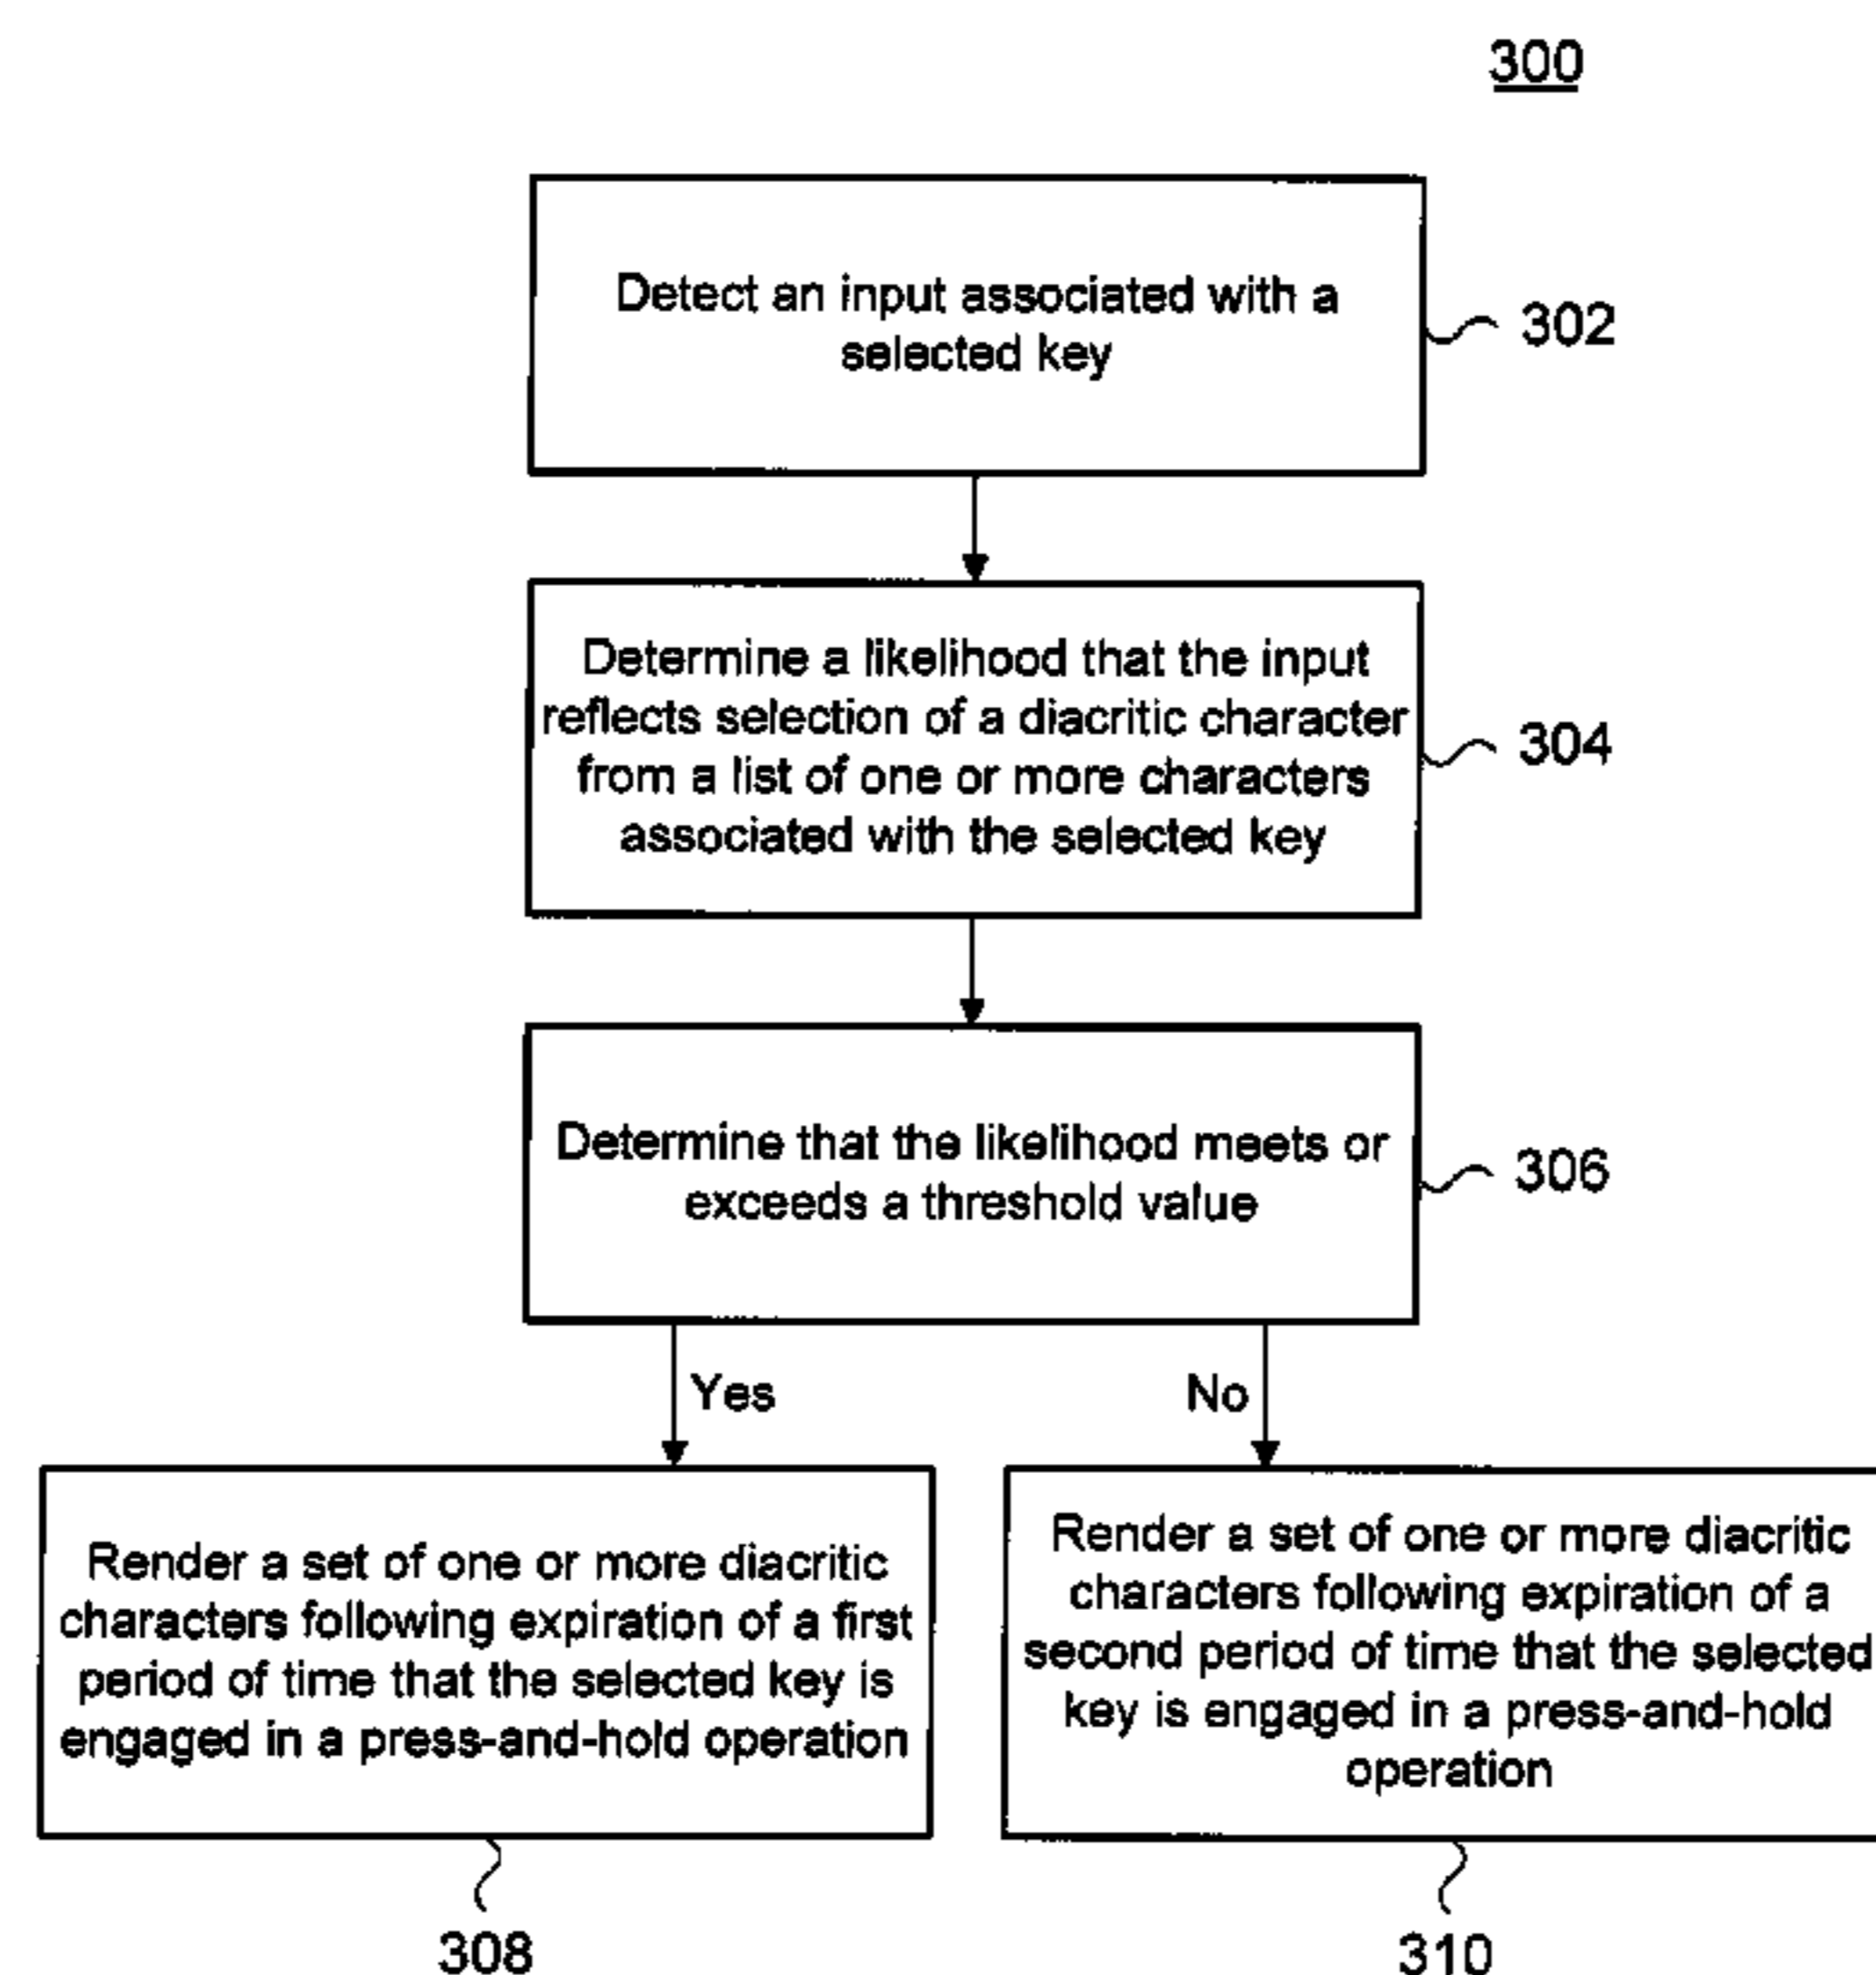 300
Detect an input associated with a
selected key
302
Determine a likelihood that the input
reflects selection of a diacritic character
from a list of one or more characters
associated with the selected key
304
Determine that the likelihood meets or
exceeds a threshold value
306
Yes
No
Render a set of one or more diacritic
characters following expiration of a first
period of time that the selected key is
engaged in a press-and-hold operation
308
Render a set of one or more diacritic
characters following expiration of a
second period of time that the selected
key is engaged in a press-and-hold
operation
310